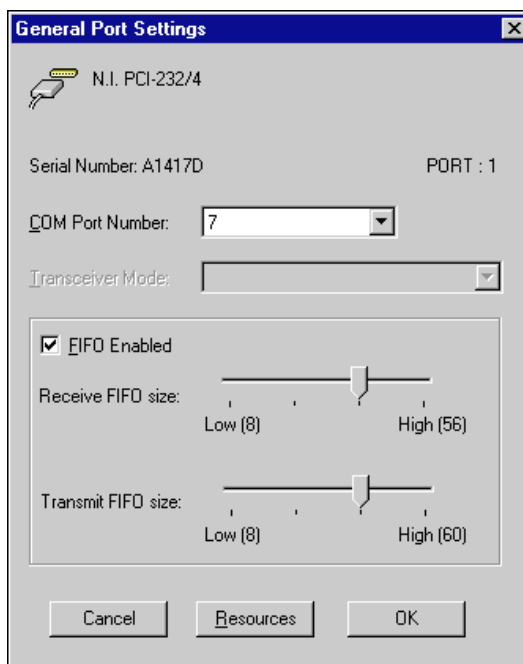 General Port Settings
N.I. PCI-232/4
Serial Number: A1417D PORT : 1
COM Port Number: 7
Transceiver Mode:
FIFO Enabled
Receive FIFO size:
Low (8) High (56)
Transmit FIFO size:
Low (8) High (60)
Cancel Resources OK